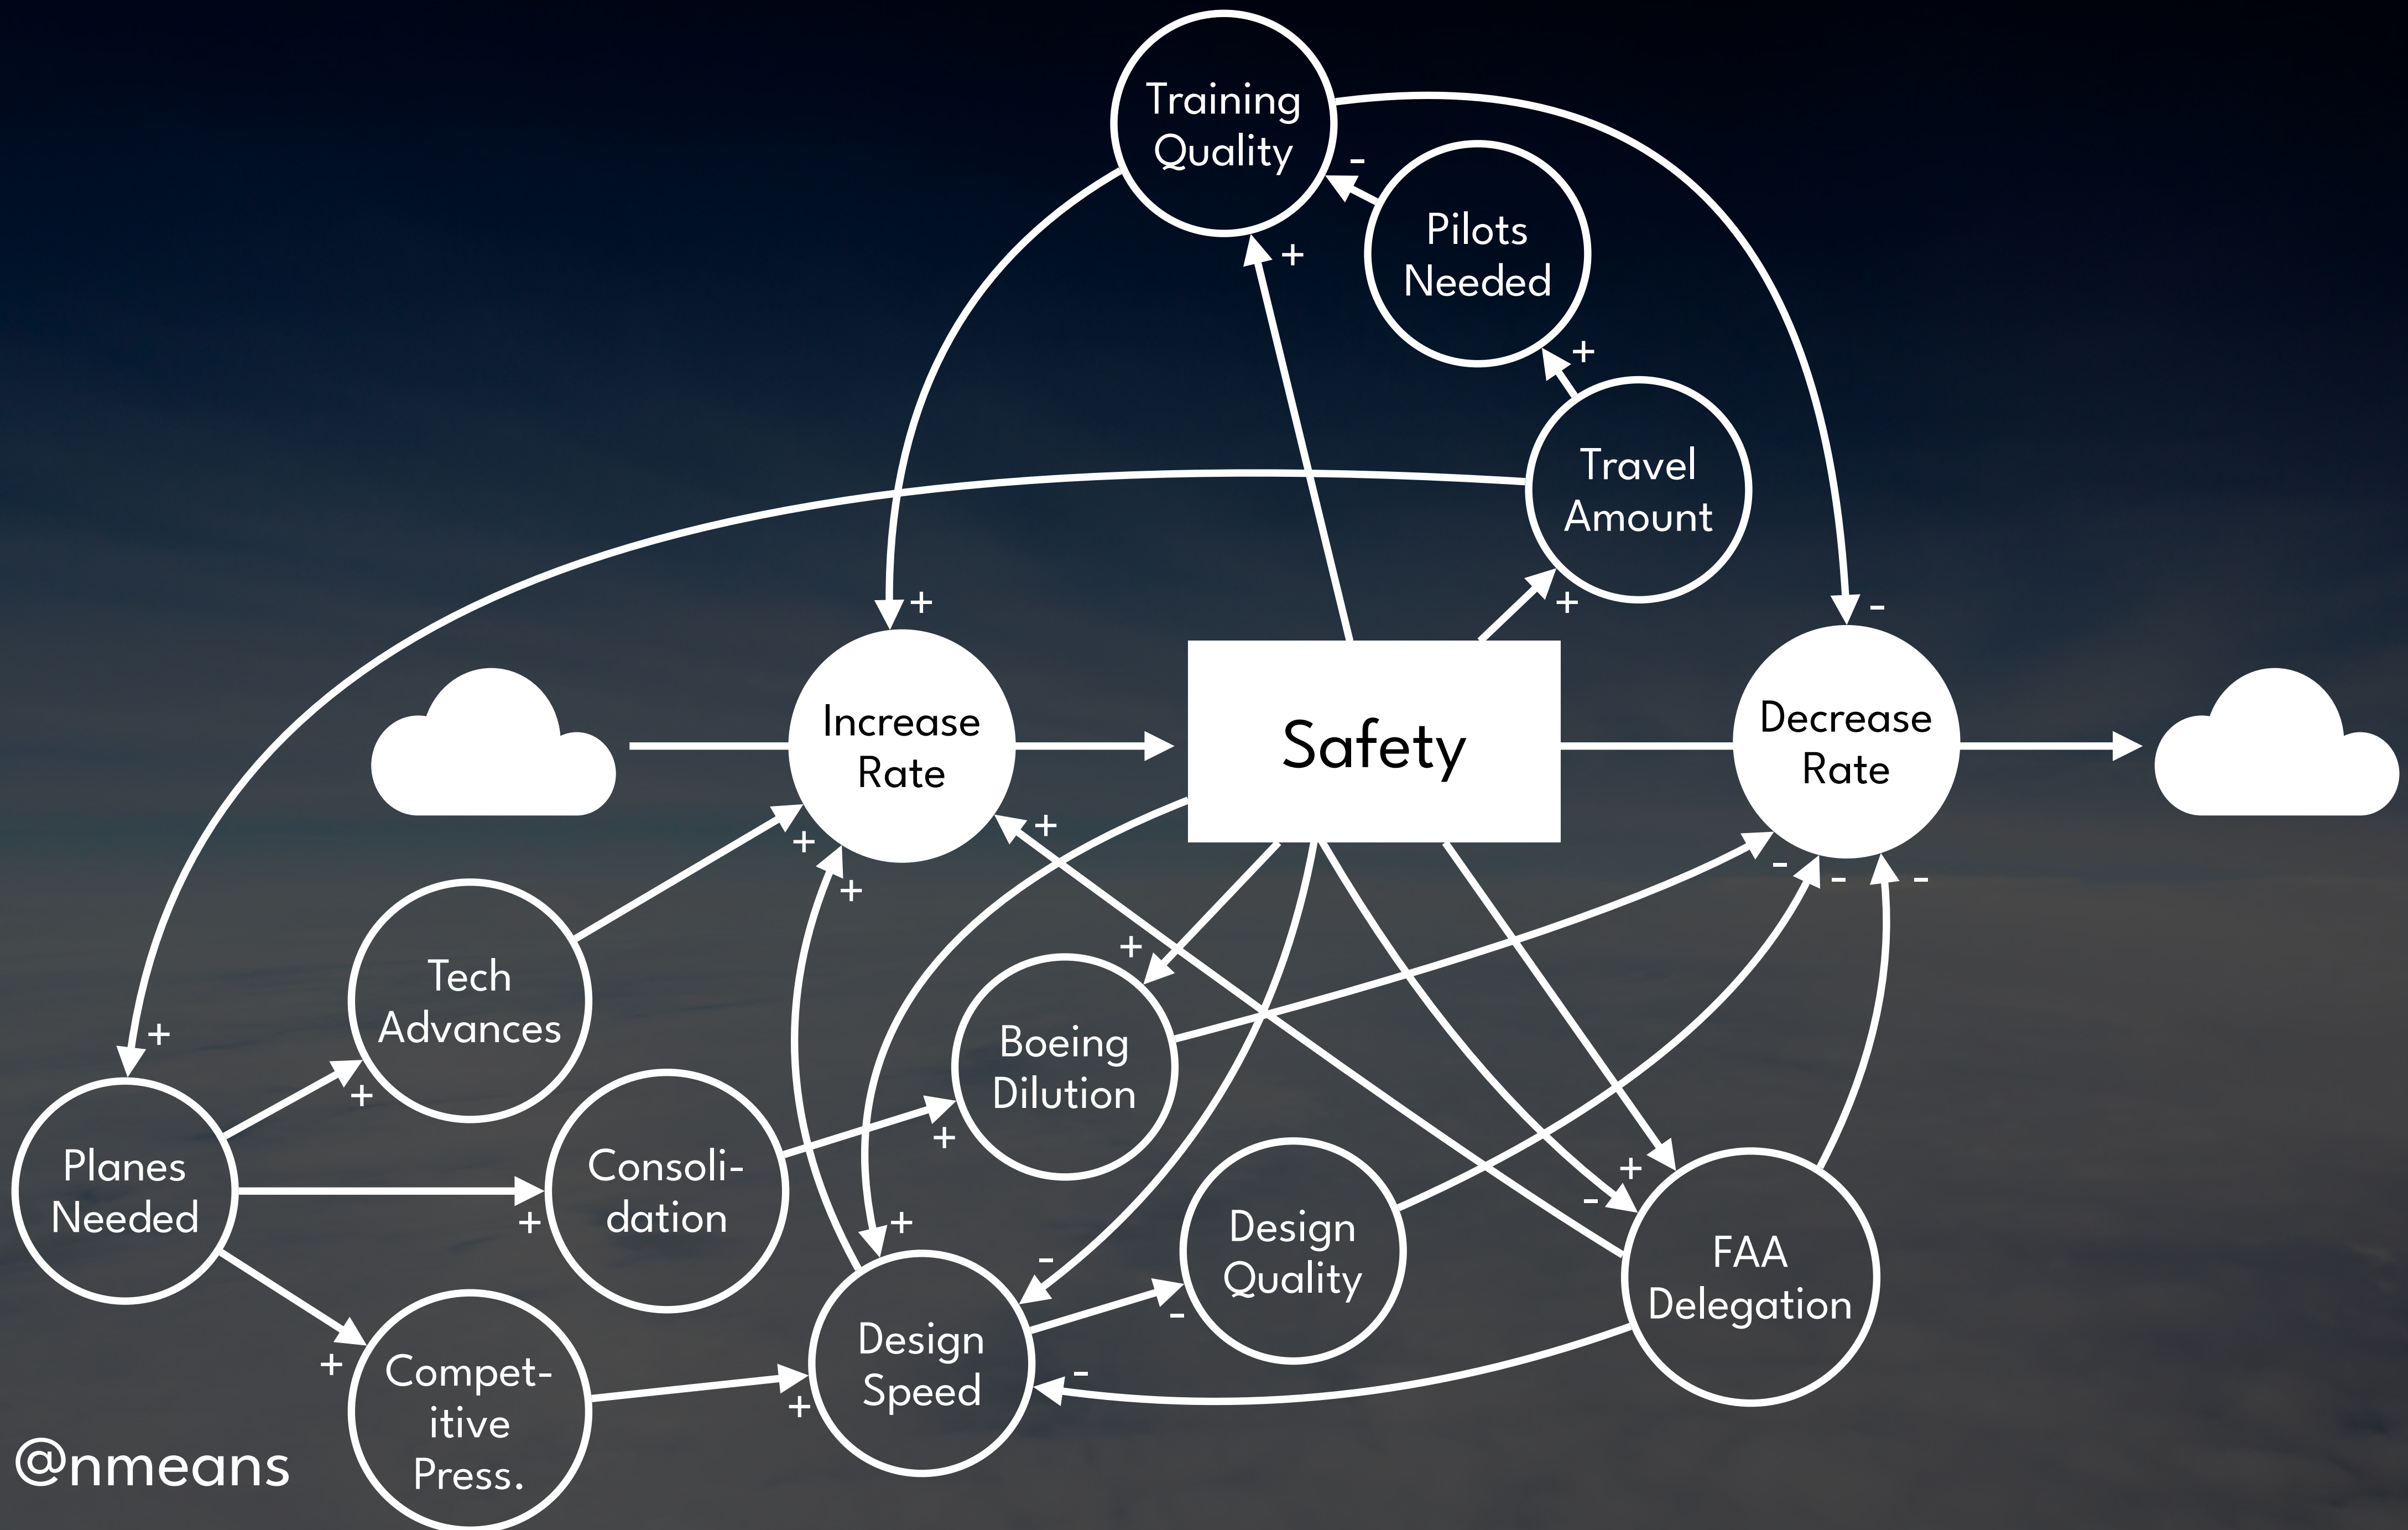 Training
Quality
-
Pilots
Needed
+
+
Travel
Amount
+
+
-
Increase
Rate
Safety
Decrease
Rate
+
+
+
-
-
-
+
Tech
Advances
+
Boeing
Dilution
+
+
Planes
Needed
Consoli-
dation
+
+
+
-
Design
Quality
-
FAA
Delegation
+
-
-
Design
Speed
+
-
Compet-
itive
Press.
+
@nmeans